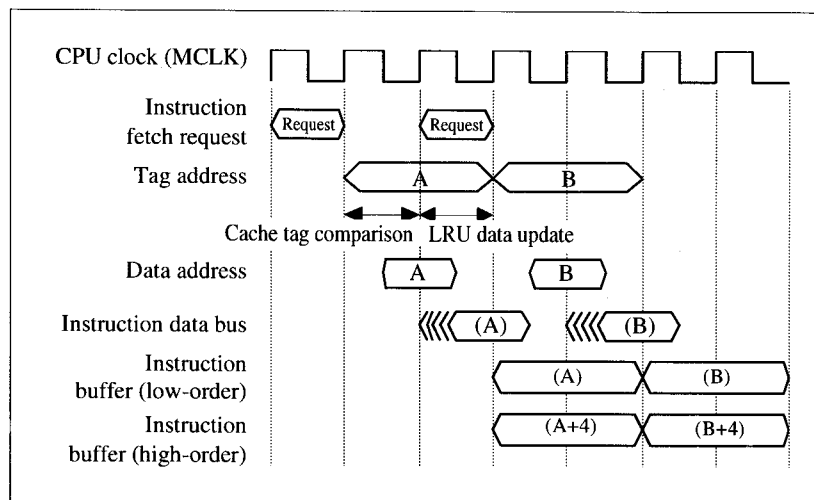 CPU clock (MCLK)
Instruction
fetch request
Request
Request
Tag address
A
B
Cache tag comparison
LRU data update
Data address
A
B
Instruction data bus
(A)
(B)
Instruction
buffer (low-order)
(A)
(B)
Instruction
buffer (high-order)
(A+4)
(B+4)